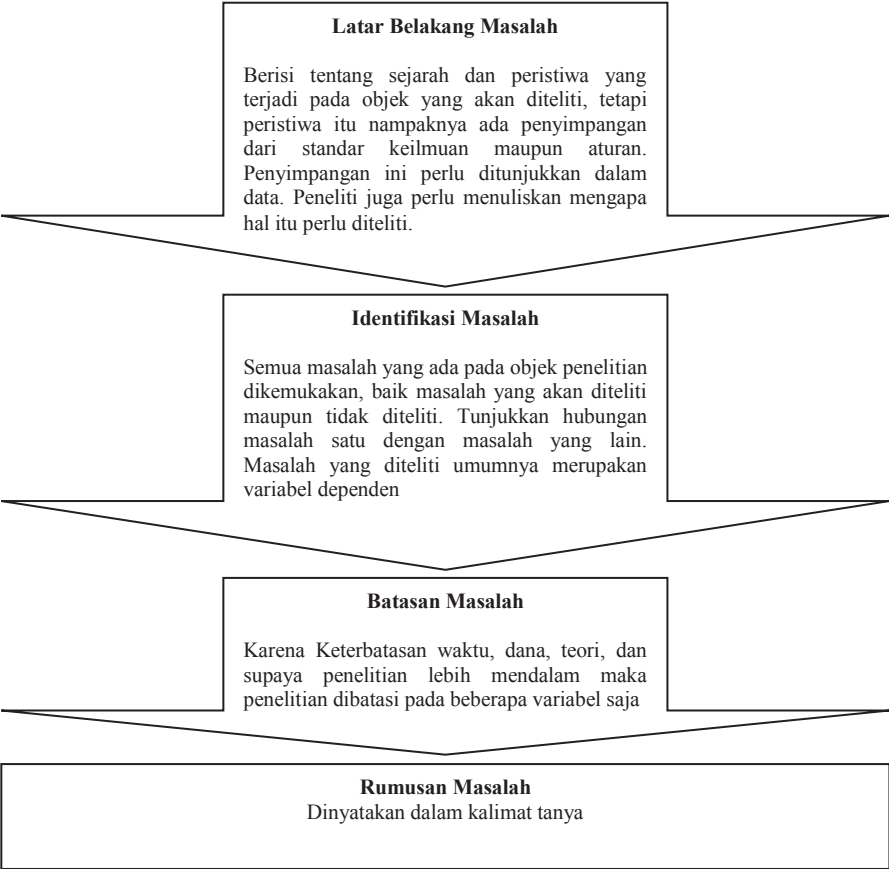 Latar Belakang Masalah
Berisi tentang sejarah dan peristiwa yang
terjadi pada objek yang akan diteliti, tetapi
peristiwa itu nampaknya ada penyimpangan
dari standar keilmuan maupun aturan.
Penyimpangan ini perlu ditunjukkan dalam
data. Peneliti juga perlu menuliskan mengapa
hal itu perlu diteliti.
Identifikasi Masalah
Semua masalah yang ada pada objek penelitian
dikemukakan, baik masalah yang akan diteliti
maupun tidak diteliti. Tunjukkan hubungan
masalah satu dengan masalah yang lain.
Masalah yang diteliti umumnya merupakan
variabel dependen
Batasan Masalah
Karena Keterbatasan waktu, dana, teori, dan
supaya penelitian lebih mendalam maka
penelitian dibatasi pada beberapa variabel saja
Rumusan Masalah
Dinyatakan dalam kalimat tanya